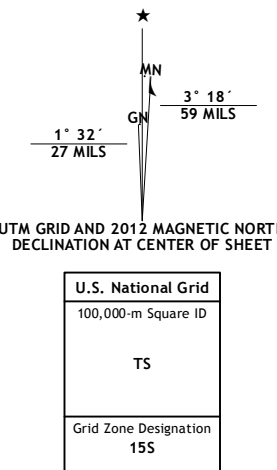 ★
MN
GN
3° 18´
59 MILS
1° 32´
27 MILS
UTM GRID AND 2012 MAGNETIC NORTH
DECLINATION AT CENTER OF SHEET
U.S. National Grid
100,000-m Square ID
TS
Grid Zone Designation
15S